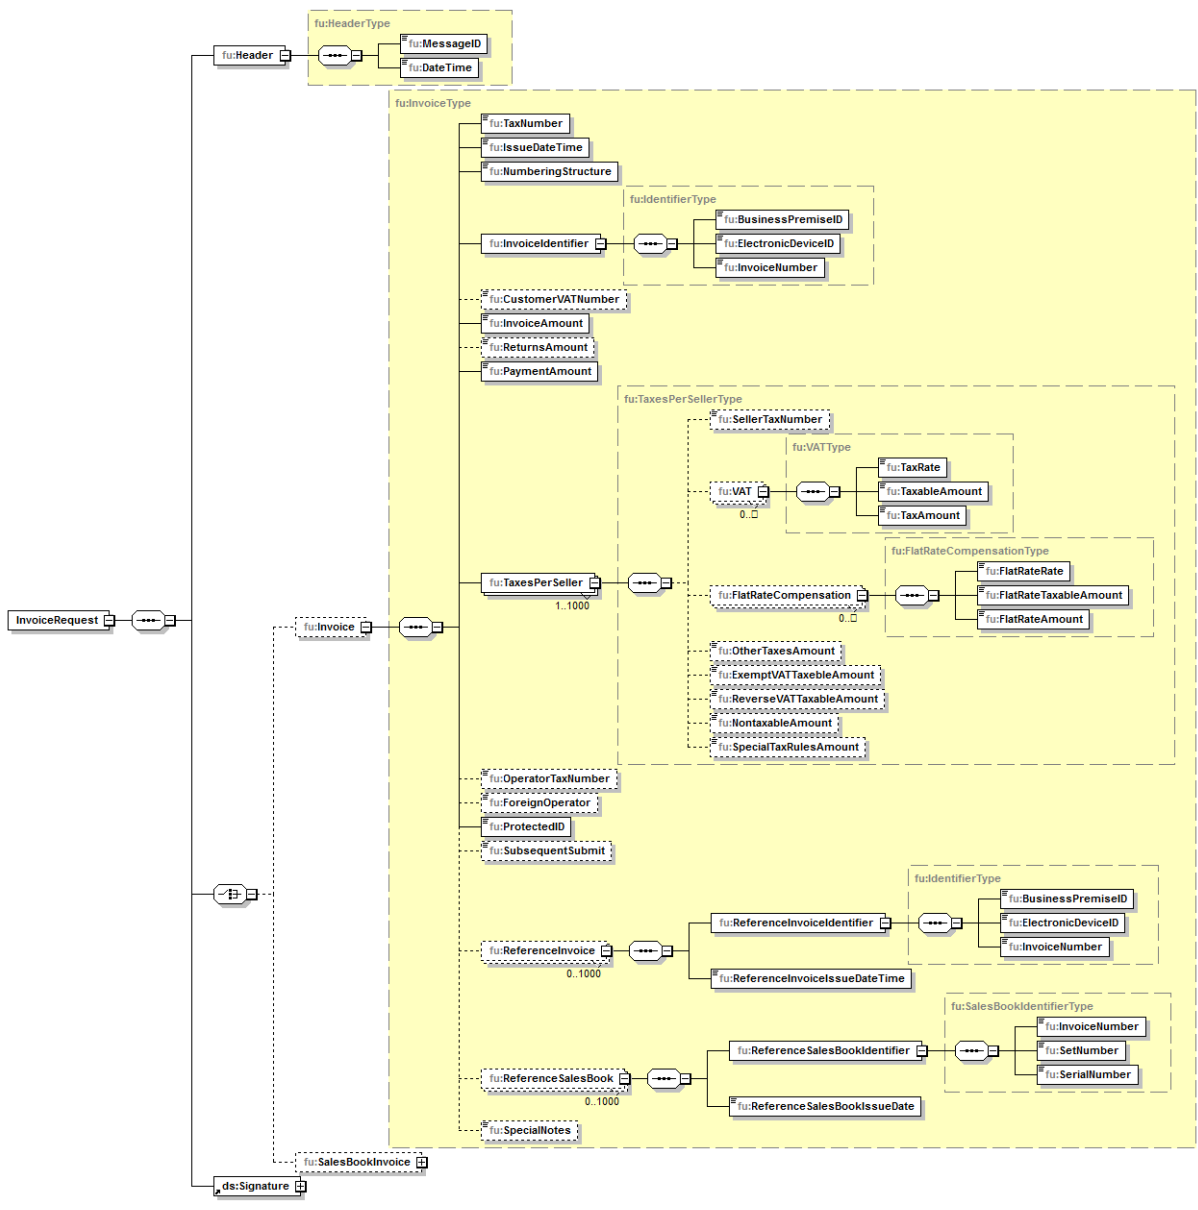 fu:HeaderType
fu:Header
fu:MessageID
fu:DateTime
fu:InvoiceType
fu:TaxNumber
fu:IssueDateTime
fu:NumberingStructure
fu:IdentifierType
fu:BusinessPremiseID
fu:InvoiceIdentifier
fu:ElectronicDeviceID
fu:InvoiceNumber
fu:CustomerVATNumber
fu:InvoiceAmount
fu:ReturnsAmount
fu:PaymentAmount
fu:TaxesPerSellerType
fu:SellerTaxNumber
fu:VATType
fu:TaxRate
fu:VAT
fu:TaxableAmount
0..□
fu:TaxAmount
fu:FlatRateCompensationType
fu:FlatRateRate
fu:TaxesPerSeller
1..1000
fu:FlatRateCompensation
fu:FlatRateTaxableAmount
0..□
fu:FlatRateAmount
InvoiceRequest
fu:Invoice
fu:OtherTaxesAmount
fu:ExemptVATTaxebleAmount
fu:ReverseVATTaxableAmount
fu:NontaxableAmount
fu:SpecialTaxRulesAmount
fu:OperatorTaxNumber
fu:ForeignOperator
fu:ProtectedID
fu:SubsequentSubmit
fu:IdentifierType
fu:BusinessPremiseID
fu:ReferenceInvoiceIdentifier
fu:ElectronicDeviceID
fu:InvoiceNumber
fu:ReferenceInvoice
0..1000
fu:ReferenceInvoiceIssueDateTime
fu:SalesBookIdentifierType
fu:InvoiceNumber
fu:ReferenceSalesBookIdentifier
fu:SetNumber
fu:SerialNumber
fu:ReferenceSalesBook
0..1000
fu:ReferenceSalesBookIssueDate
fu:SpecialNotes
fu:SalesBookInvoice
ds:Signature